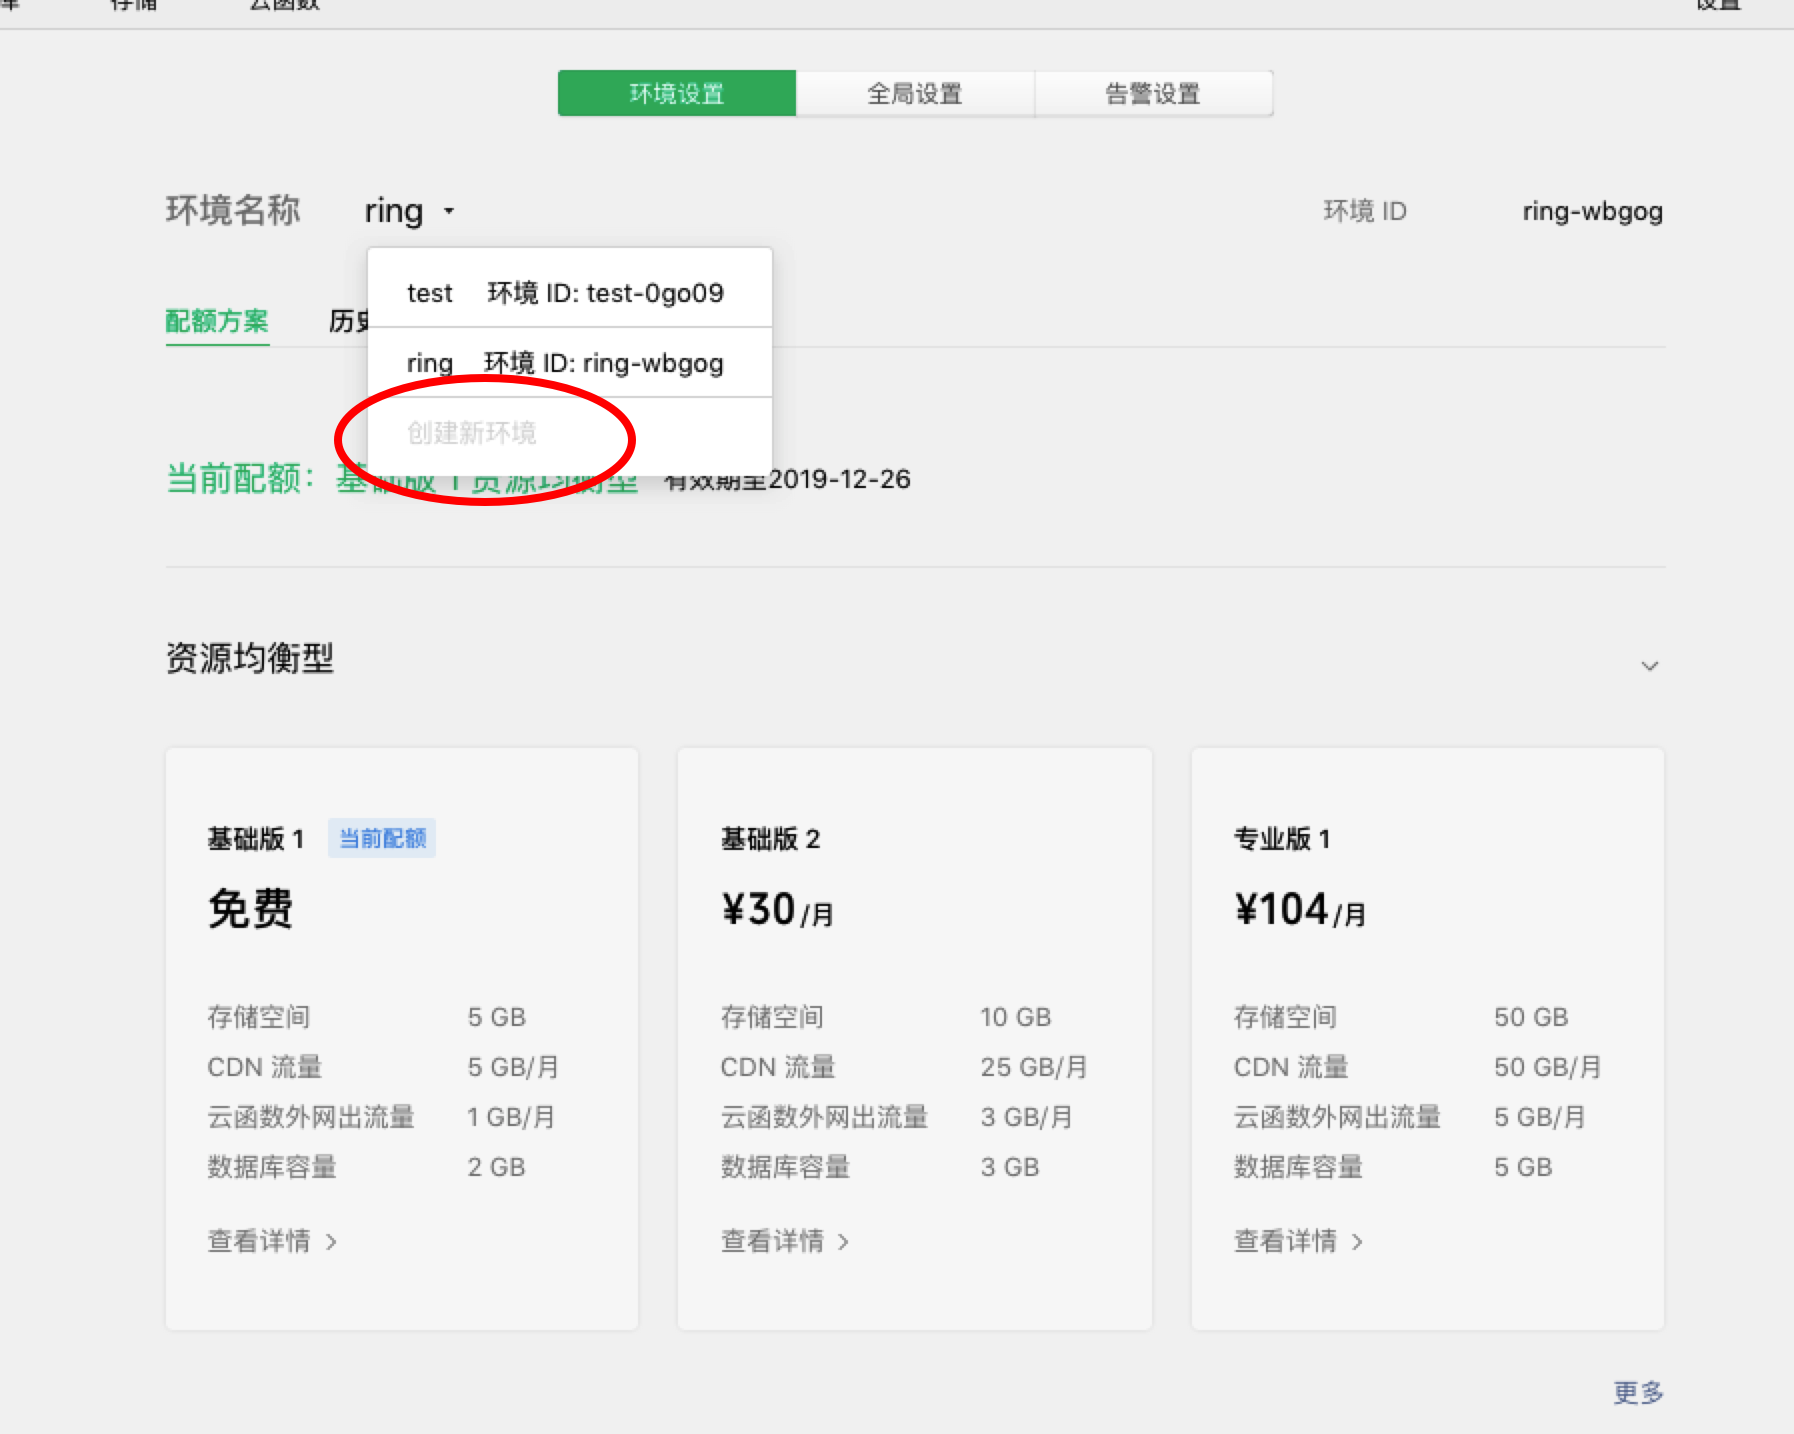 存储 云函数 设置
环境设置 全局设置 告警设置
环境名称 ring 环境 ID ring-wbgog
test 环境 ID: test-0go09
配额方案 历史
ring 环境 ID: ring-wbgog
创建新环境
当前配额: 基础版 1 资源均衡型 有效期至2019-12-26
资源均衡型
基础版 1 当前配额
免费
存储空间 5 GB
CDN 流量 5 GB/月
云函数外网出流量 1 GB/月
数据库容量 2 GB
查看详情
基础版 2
¥30/月
存储空间 10 GB
CDN 流量 25 GB/月
云函数外网出流量 3 GB/月
数据库容量 3 GB
查看详情
专业版 1
¥104/月
存储空间 50 GB
CDN 流量 50 GB/月
云函数外网出流量 5 GB/月
数据库容量 5 GB
查看详情
更多